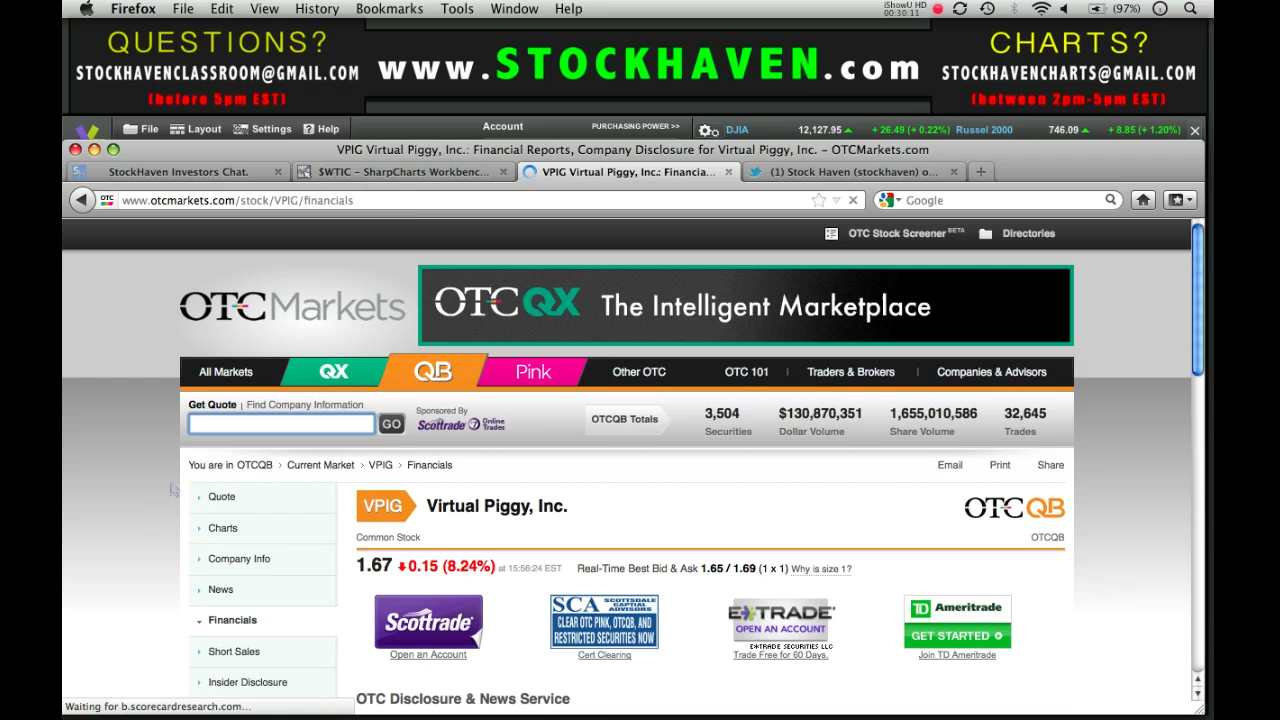 Firefox File Edit View History Bookmarks Tools Window Help
iShowU HD
00:30:11
(97%)
QUESTIONS?
STOCKHAVENCLASSROOM@GMAIL.COM
(before 5pm EST)
www.STOCKHAVEN.com
CHARTS?
STOCKHAVENCHARTS@GMAIL.COM
(between 2pm-5pm EST)
File Layout Settings Help
Account
PURCHASING POWER >>
DJIA 12,127.95 + 26.49 (+ 0.22%) Russel 2000 746.09 + 8.85 (+ 1.20%)
VPIG Virtual Piggy, Inc.: Financial Reports, Company Disclosure for Virtual Piggy, Inc. – OTCMarkets.com
StockHaven Investors Chat.
$WTIC – SharpCharts Workbenc...
VPIG Virtual Piggy, Inc.: Financia...
(1) Stock Haven (stockhaven) o...
www.otcmarkets.com/stock/VPIG/financials
Google
OTC Stock Screener BETA
Directories
OTC Markets
OTC QX The Intelligent Marketplace
All Markets QX QB Pink Other OTC OTC 101 | Traders & Brokers | Companies & Advisors
Get Quote | Find Company Information
GO
Sponsored By
Scottrade 7 Online Trades
OTCQB Totals
3,504 $130,870,351 1,655,010,586 32,645
Securities Dollar Volume Share Volume Trades
You are in OTCQB > Current Market > VPIG > Financials
Email Print Share
Quote
Charts
Company Info
News
Financials
Short Sales
Insider Disclosure
VPIG Virtual Piggy, Inc.
OTC QB
Common Stock
OTCQB
1.67 0.15 (8.24%) at 15:56:24 EST
Real-Time Best Bid & Ask 1.65 / 1.69 (1 x 1) Why is size 1?
Scottrade
Open an Account
SCA SCOTTSDALE CAPITAL ADVISORS
CLEAR OTC PINK, OTCQB, AND RESTRICTED SECURITIES NOW
Cert Clearing
E*TRADE
OPEN AN ACCOUNT
E*TRADE SECURITIES LLC
Trade Free for 60 Days.
TD Ameritrade
GET STARTED
Join TD Ameritrade
OTC Disclosure & News Service
Waiting for b.scorecardresearch.com...